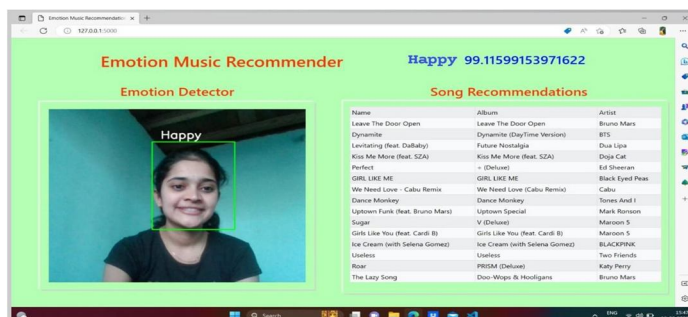 Emotion Music Recommendatio
127.0.0.1:5000
Emotion Music Recommender
Happy 99.11599153971622
Emotion Detector
Song Recommendations
Happy
Name Album Artist
Leave The Door Open Leave The Door Open Bruno Mars
Dynamite Dynamite (DayTime Version) BTS
Levitating (feat. DaBaby) Future Nostalgia Dua Lipa
Kiss Me More (feat. SZA) Kiss Me More (feat. SZA) Doja Cat
Perfect ÷ (Deluxe) Ed Sheeran
GIRL LIKE ME GIRL LIKE ME Black Eyed Peas
We Need Love - Cabu Remix We Need Love (Cabu Remix) Cabu
Dance Monkey Dance Monkey Tones And I
Uptown Funk (feat. Bruno Mars) Uptown Special Mark Ronson
Sugar V (Deluxe) Maroon 5
Girls Like You (feat. Cardi B) Girls Like You (feat. Cardi B) Maroon 5
Ice Cream (with Selena Gomez) Ice Cream (with Selena Gomez) BLACKPINK
Useless Useless Two Friends
Roar PRISM (Deluxe) Katy Perry
The Lazy Song Doo-Wops & Hooligans Bruno Mars
Search
ENG